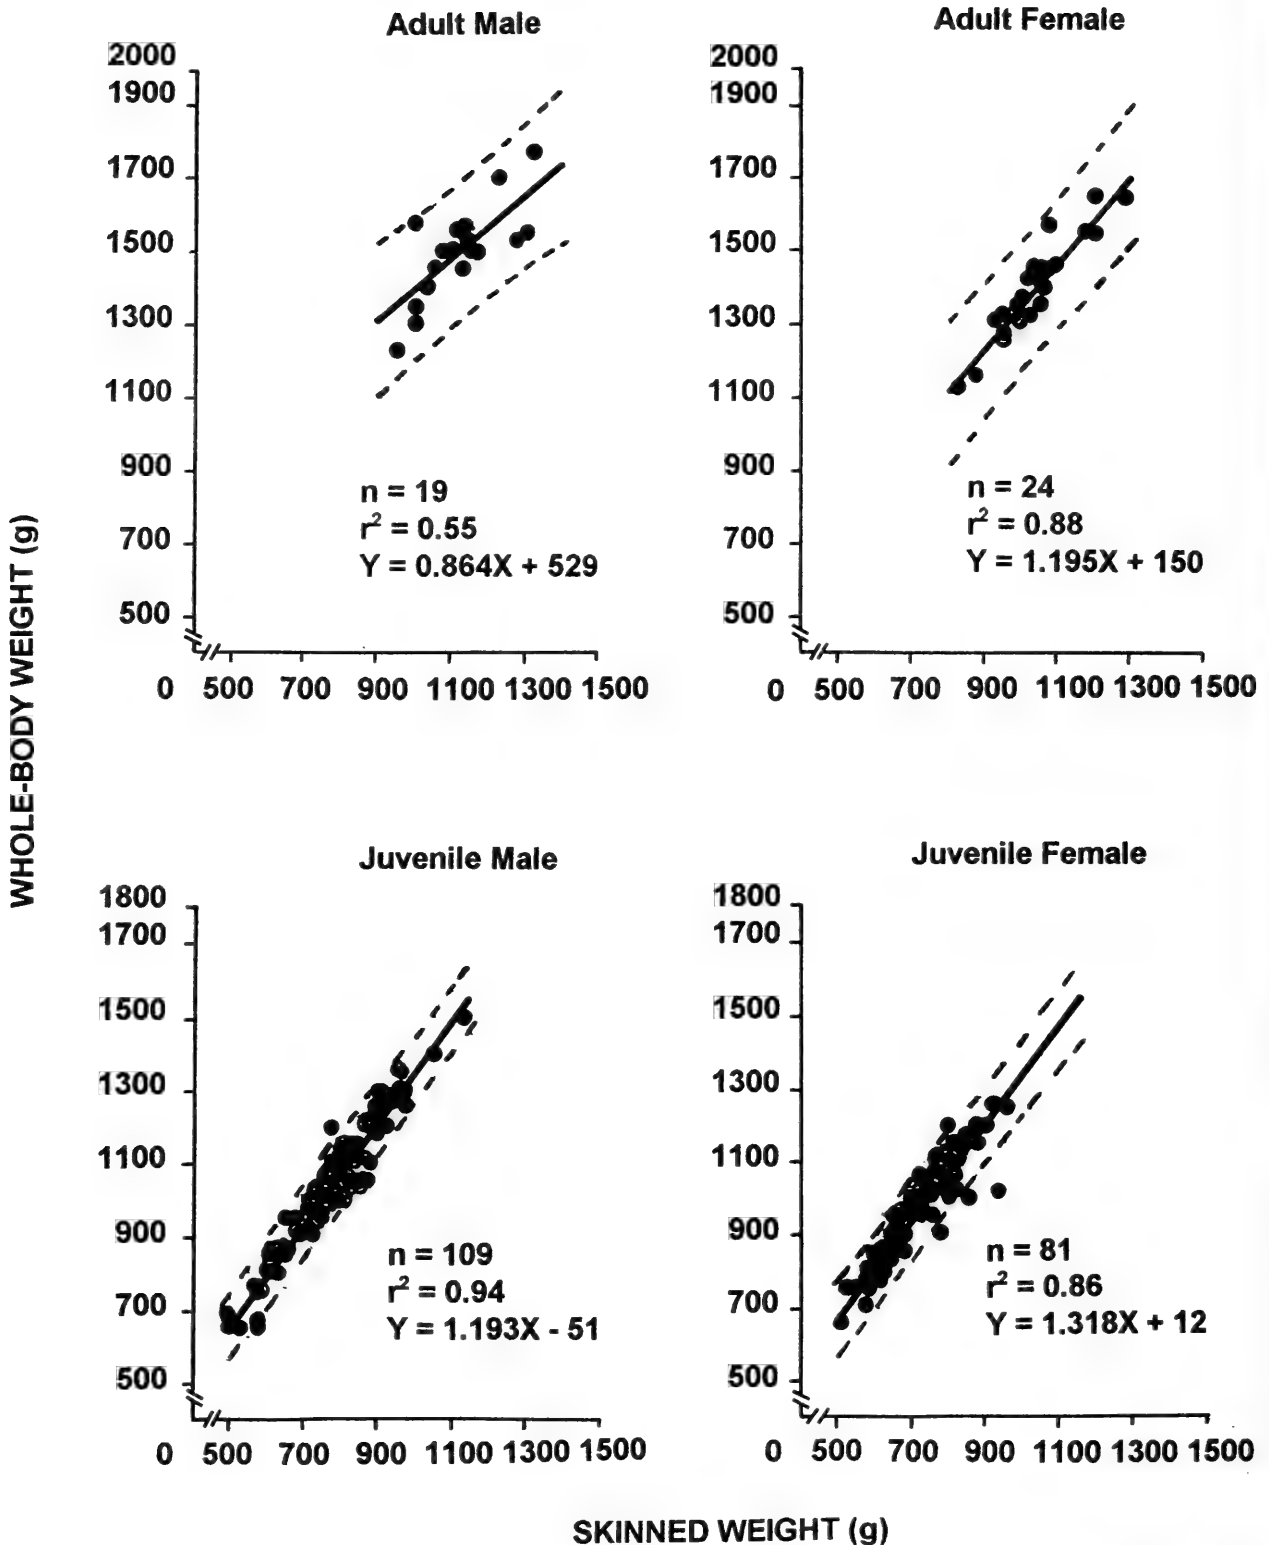 Adult Male
Adult Female
2000
1900
1700
1500
1300
1100
900
700
500
n = 19
r² = 0.55
Y = 0.864X + 529
0 500 700 900 1100 1300 1500
2000
1900
1700
1500
1300
1100
900
700
500
n = 24
r² = 0.88
Y = 1.195X + 150
0 500 700 900 1100 1300 1500
WHOLE-BODY WEIGHT (g)
Juvenile Male
Juvenile Female
1800
1700
1500
1300
1100
900
700
500
n = 109
r² = 0.94
Y = 1.193X - 51
0 500 700 900 1100 1300 1500
1800
1700
1500
1300
1100
900
700
500
n = 81
r² = 0.86
Y = 1.318X + 12
0 500 700 900 1100 1300 1500
SKINNED WEIGHT (g)